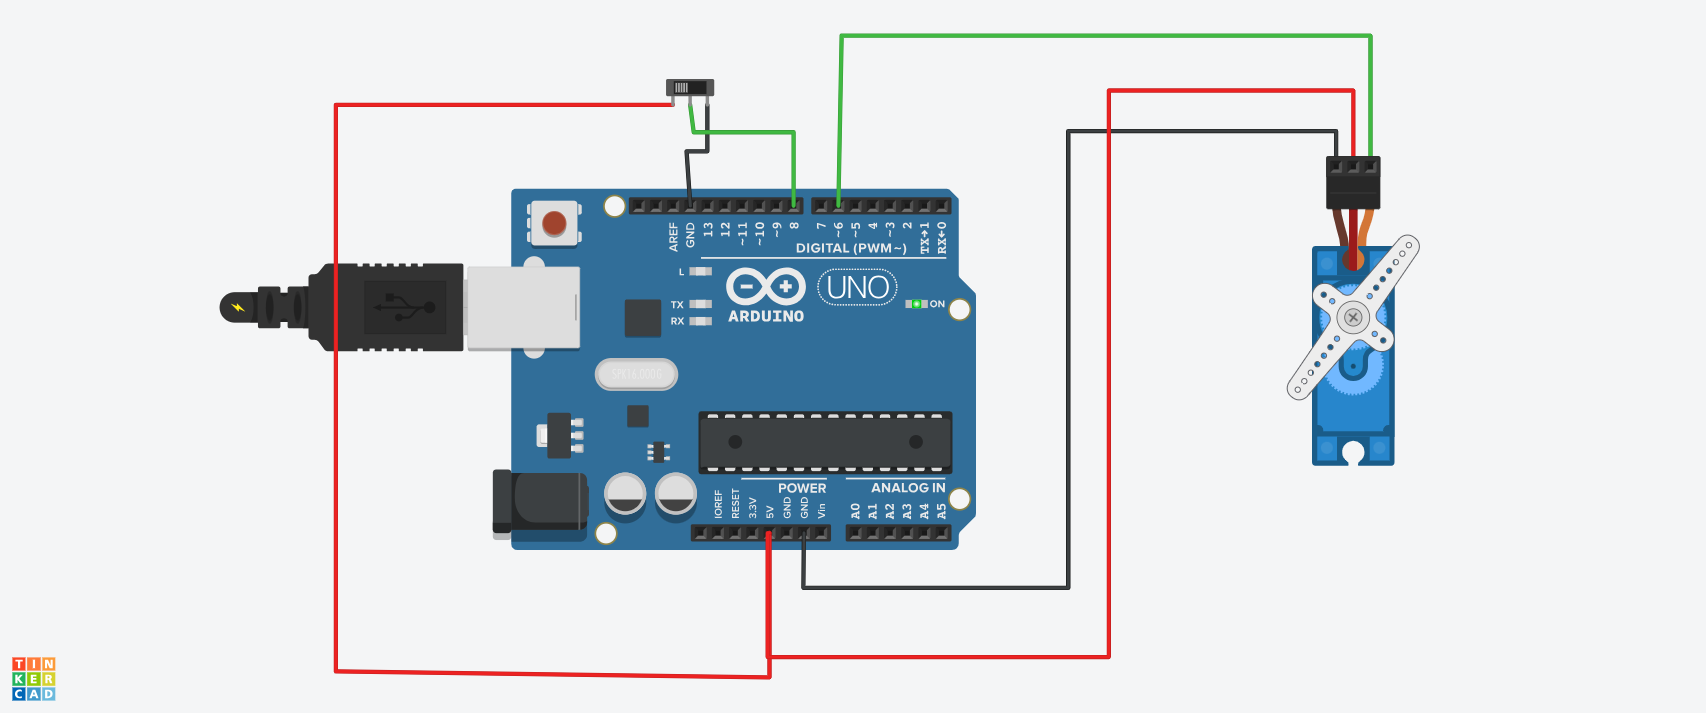 AREF
GND
13
12
~11
~10
~9
8
7
~6
~5
4
~3
2
TX→1
RX←0
DIGITAL (PWM~)
L
TX
RX
ARDUINO
UNO
ON
IOREF
RESET
3.3V
5V
GND
GND
Vin
POWER
ANALOG IN
A0
A1
A2
A3
A4
A5
TIN
KER
CAD